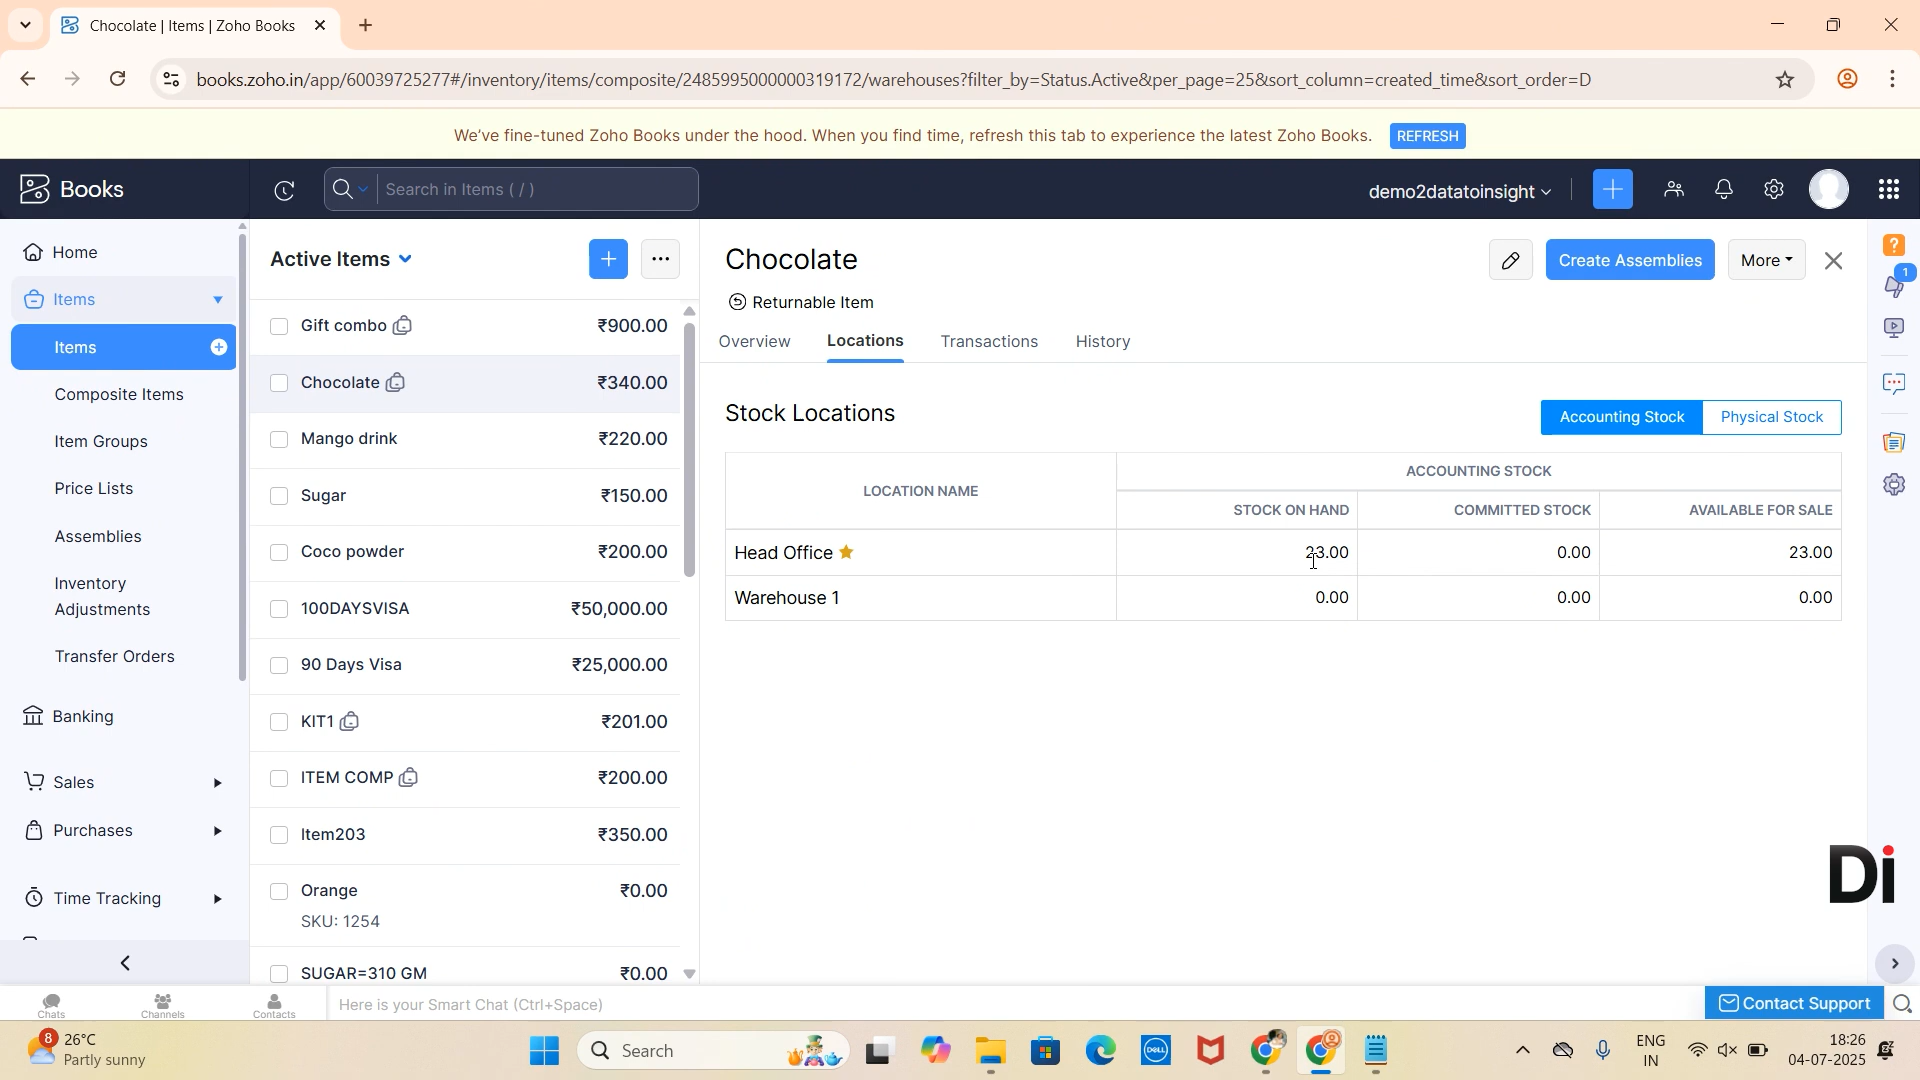 Chocolate | Items | Zoho Books
books.zoho.in/app/60039725277#/inventory/items/composite/2485995000000319172/warehouses?filter_by=Status.Active&per_page=25&sort_column=created_time&sort_order=D
We've fine-tuned Zoho Books under the hood. When you find time, refresh this tab to experience the latest Zoho Books. REFRESH
Books
Search in Items ( / )
demo2datatoinsight
Home
Items
Items
Composite Items
Item Groups
Price Lists
Assemblies
Inventory
Adjustments
Transfer Orders
Banking
Sales
Purchases
Time Tracking
Active Items
Gift combo ₹900.00
Chocolate ₹340.00
Mango drink ₹220.00
Sugar ₹150.00
Coco powder ₹200.00
100DAYSVISA ₹50,000.00
90 Days Visa ₹25,000.00
KIT1 ₹201.00
ITEM COMP ₹200.00
Item203 ₹350.00
Orange ₹0.00
SKU: 1254
SUGAR=310 GM ₹0.00
Chocolate
Create Assemblies
More
Returnable Item
Overview Locations Transactions History
Stock Locations
Accounting Stock Physical Stock
LOCATION NAME
ACCOUNTING STOCK
STOCK ON HAND COMMITTED STOCK AVAILABLE FOR SALE
Head Office 23.00 0.00 23.00
Warehouse 1 0.00 0.00 0.00
1
Di
Chats Channels Contacts
Here is your Smart Chat (Ctrl+Space)
Contact Support
8
26°C
Partly sunny
Search
DELL
ENG
IN
18:26
04-07-2025